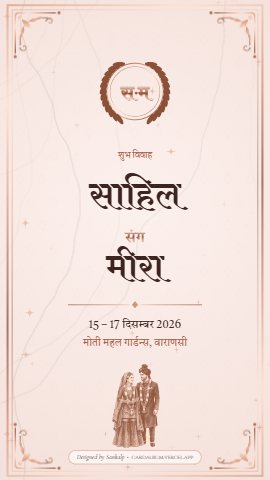 स·म
शुभ विवाह
साहिल
संग
मीरा
15 – 17 दिसम्बर 2026
मोती महल गार्डन्स, वाराणसी
Designed by Sankalp • CARDALBUM.VERCEL.APP